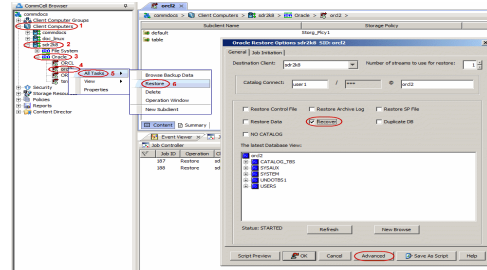 CommCell Browser
commdocs
Client Computer Groups
Client Computers 1
commdocs
doc_linux
sdr2k8 2
File System
Oracle 3
ORCL
4
All Tasks 5
View
Properties
Security
Storage Resou
Policies
Reports
Content Director
Browse Backup Data
Restore 6
Delete
Operation Window
New Subclient
orcl2
commdocs > Client Computers > sdr2k8 > Oracle > orcl2 >
Subclient Name
Storage Policy
default
Storg_Plcy1
table
Content
Summary
Event Viewer
Job Controller
Job ID
Operation
187
Restore
188
Restore
Oracle Restore Options sdr2k8 SID: orcl2
General
Job Initiation
Destination Client:
sdr2k8
Number of streams to use for restore:
1
Catalog Connect:
/
/
****
@
orcl2
Restore Control File
Restore Archive Log
Restore SP File
Restore Data
Recover
Duplicate DB
NO CATALOG
The latest Database View:
orcl2
CATALOG_TBS
SYSAUX
SYSTEM
UNDOTBS1
USERS
Status: STARTED
Refresh
New Browse
Script Preview
OK
Cancel
Advanced
Save As Script
Help